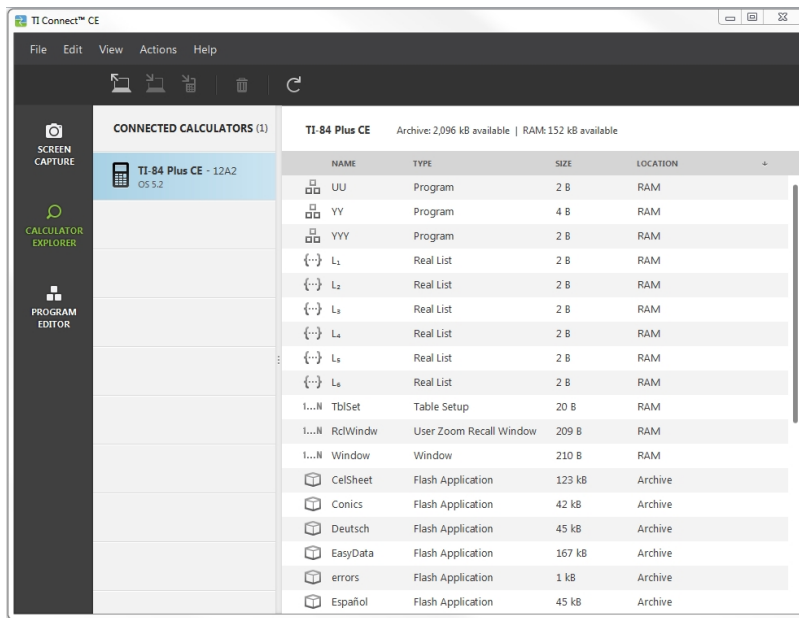 TI Connect™ CE
File Edit View Actions Help
SCREEN
CAPTURE
CALCULATOR
EXPLORER
PROGRAM
EDITOR
CONNECTED CALCULATORS (1)
TI-84 Plus CE - 12A2
OS 5.2
TI-84 Plus CE Archive: 2,096 kB available | RAM: 152 kB available
NAME TYPE SIZE LOCATION
UU Program 2 B RAM
YY Program 4 B RAM
YYY Program 2 B RAM
{...} L₁ Real List 2 B RAM
{...} L₂ Real List 2 B RAM
{...} L₃ Real List 2 B RAM
{...} L₄ Real List 2 B RAM
{...} L₅ Real List 2 B RAM
{...} L₆ Real List 2 B RAM
1...N TblSet Table Setup 20 B RAM
1...N RclWindw User Zoom Recall Window 209 B RAM
1...N Window Window 210 B RAM
CelSheet Flash Application 123 kB Archive
Conics Flash Application 42 kB Archive
Deutsch Flash Application 45 kB Archive
EasyData Flash Application 167 kB Archive
errors Flash Application 1 kB Archive
Español Flash Application 45 kB Archive